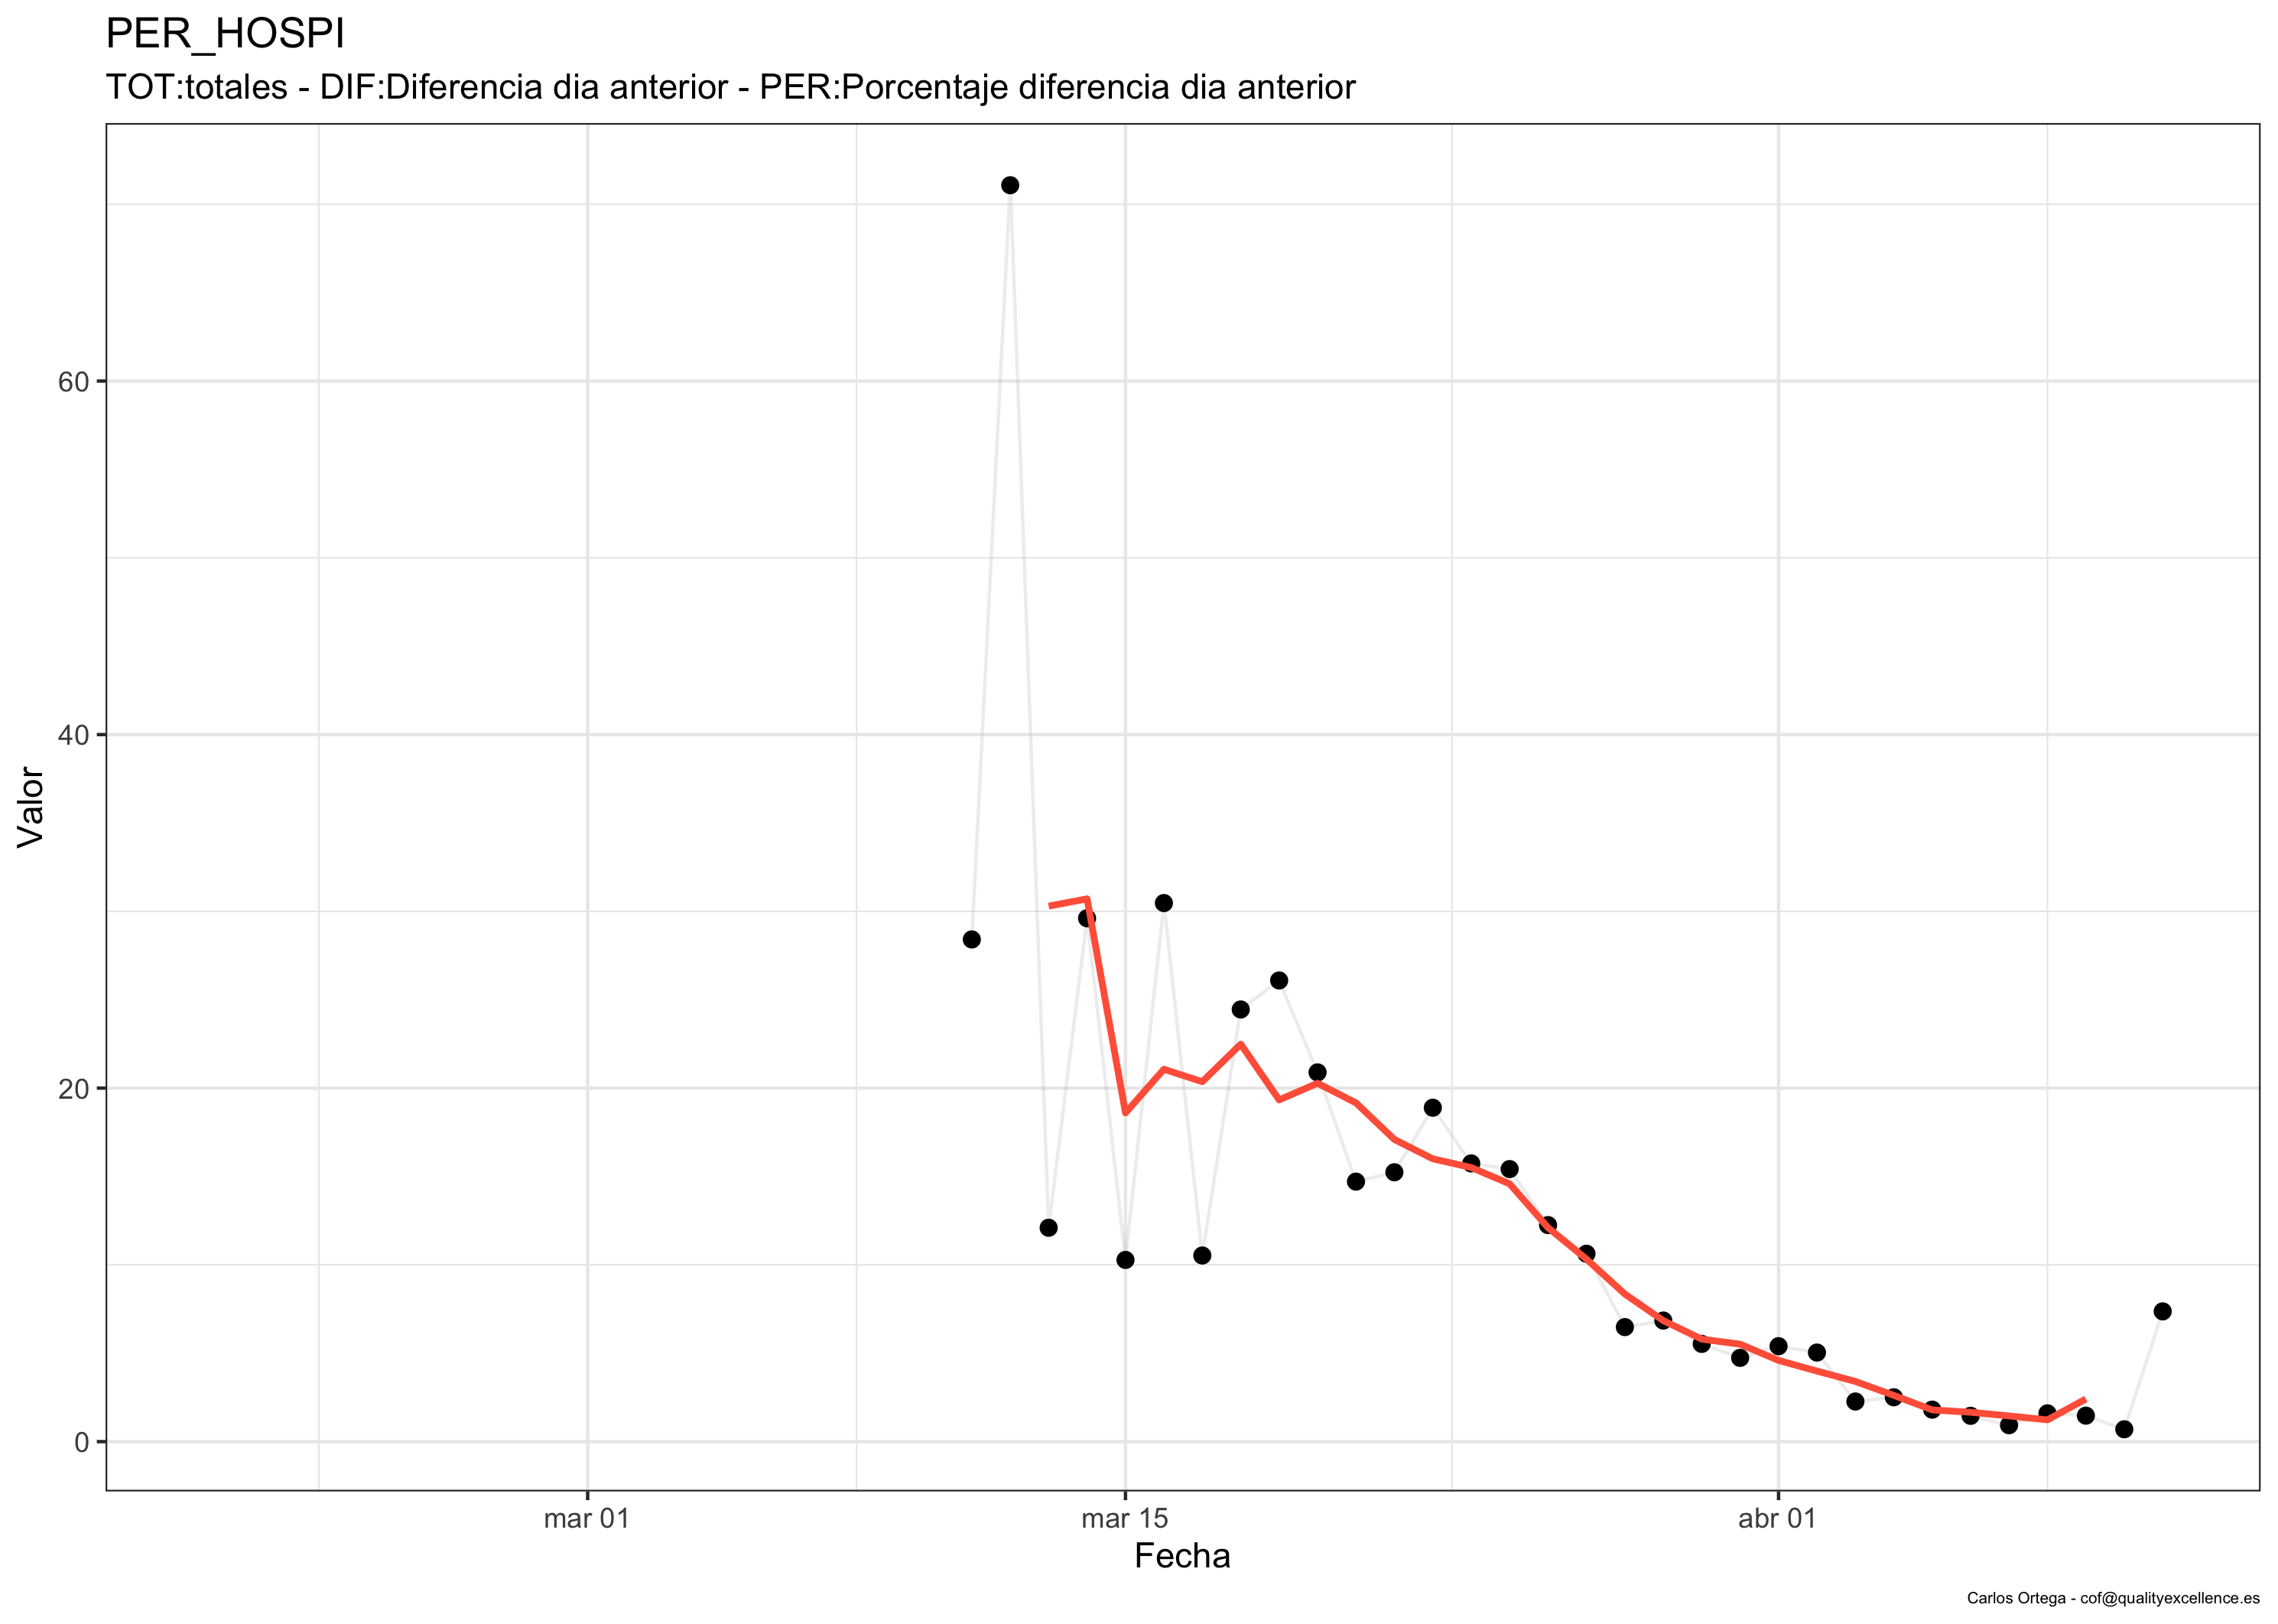 PER_HOSPI
TOT:totales - DIF:Diferencia dia anterior - PER:Porcentaje diferencia dia anterior
60
40
20
0
Valor
mar 01
mar 15
abr 01
Fecha
Carlos Ortega - cof@qualityexcellence.es